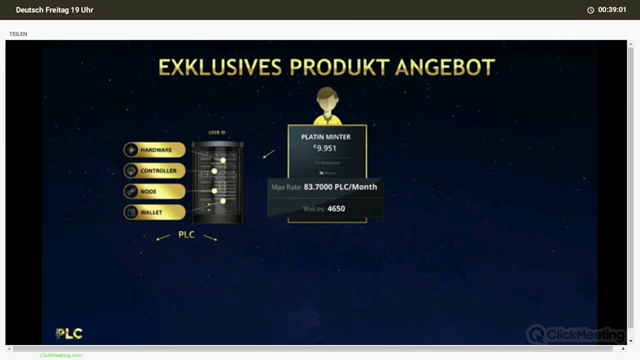 Deutsch Freitag 19 Uhr
00:39:01
TEILEN
EXKLUSIVES PRODUKT ANGEBOT
USER ID
HARDWARE
CONTROLLER
NODE
WALLET
PLC
PLATIN MINTER
€9.951
Max Rate: 83.7000 PLC/Month
Voices: 4650
PLC
ClickMeeting
ClickMeeting.com